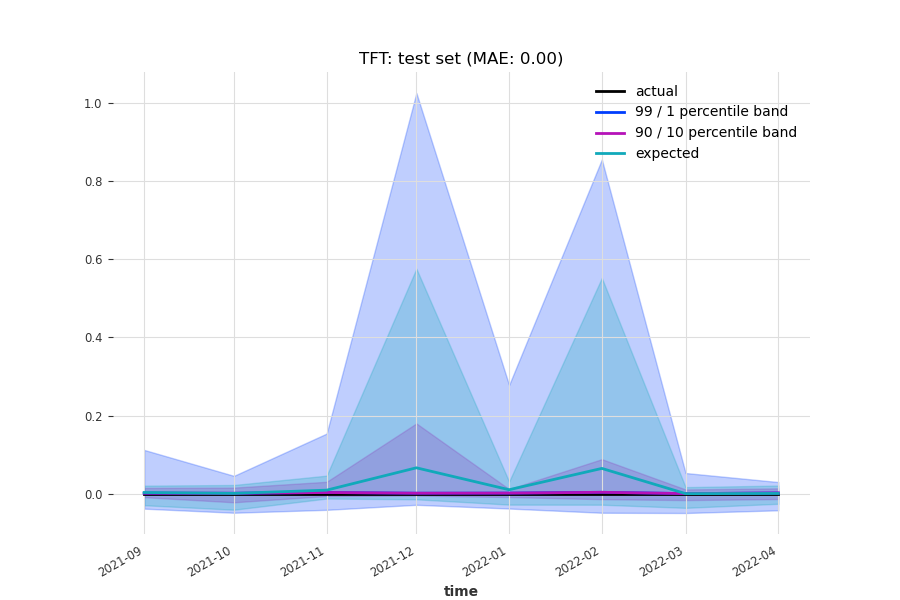 TFT: test set (MAE: 0.00)
actual
99 / 1 percentile band
90 / 10 percentile band
expected
1.0
0.8
0.6
0.4
0.2
0.0
2021-09
2021-10
2021-11
2021-12
2022-01
2022-02
2022-03
2022-04
time